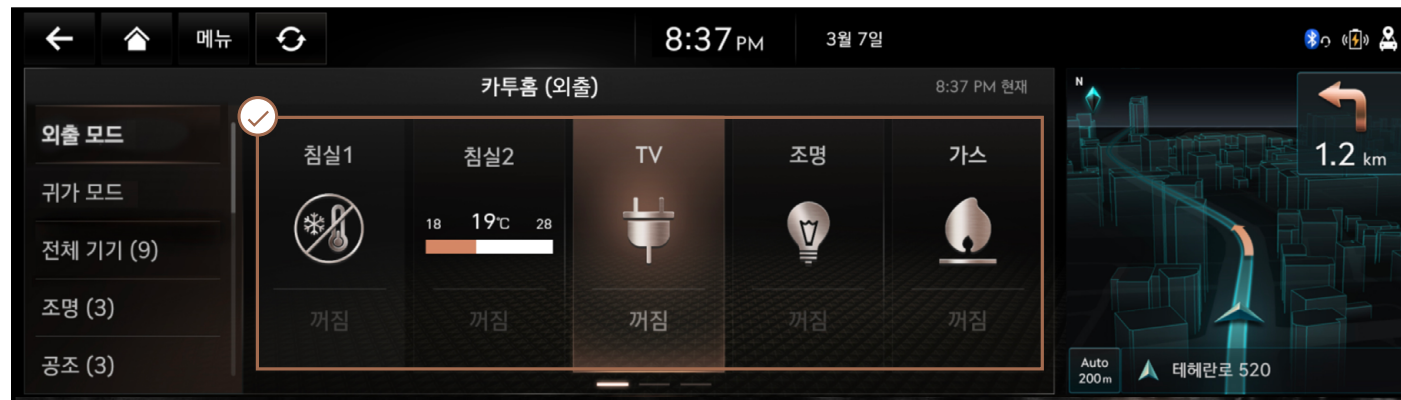 메뉴
8:37 PM
3월 7일
카투홈 (외출)
8:37 PM 현재
외출 모드
귀가 모드
전체 기기 (9)
조명 (3)
공조 (3)
침실1
꺼짐
침실2
18 19℃ 28
꺼짐
TV
꺼짐
조명
꺼짐
가스
꺼짐
N
1.2 km
Auto
200m
테헤란로 520